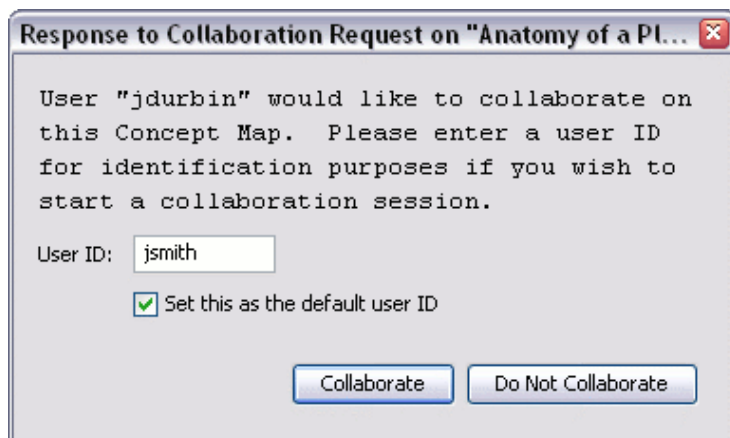 Response to Collaboration Request on "Anatomy of a Pl...
User "jdurbin" would like to collaborate on
this Concept Map.  Please enter a user ID
for identification purposes if you wish to
start a collaboration session.
User ID: jsmith
Set this as the default user ID
Collaborate Do Not Collaborate